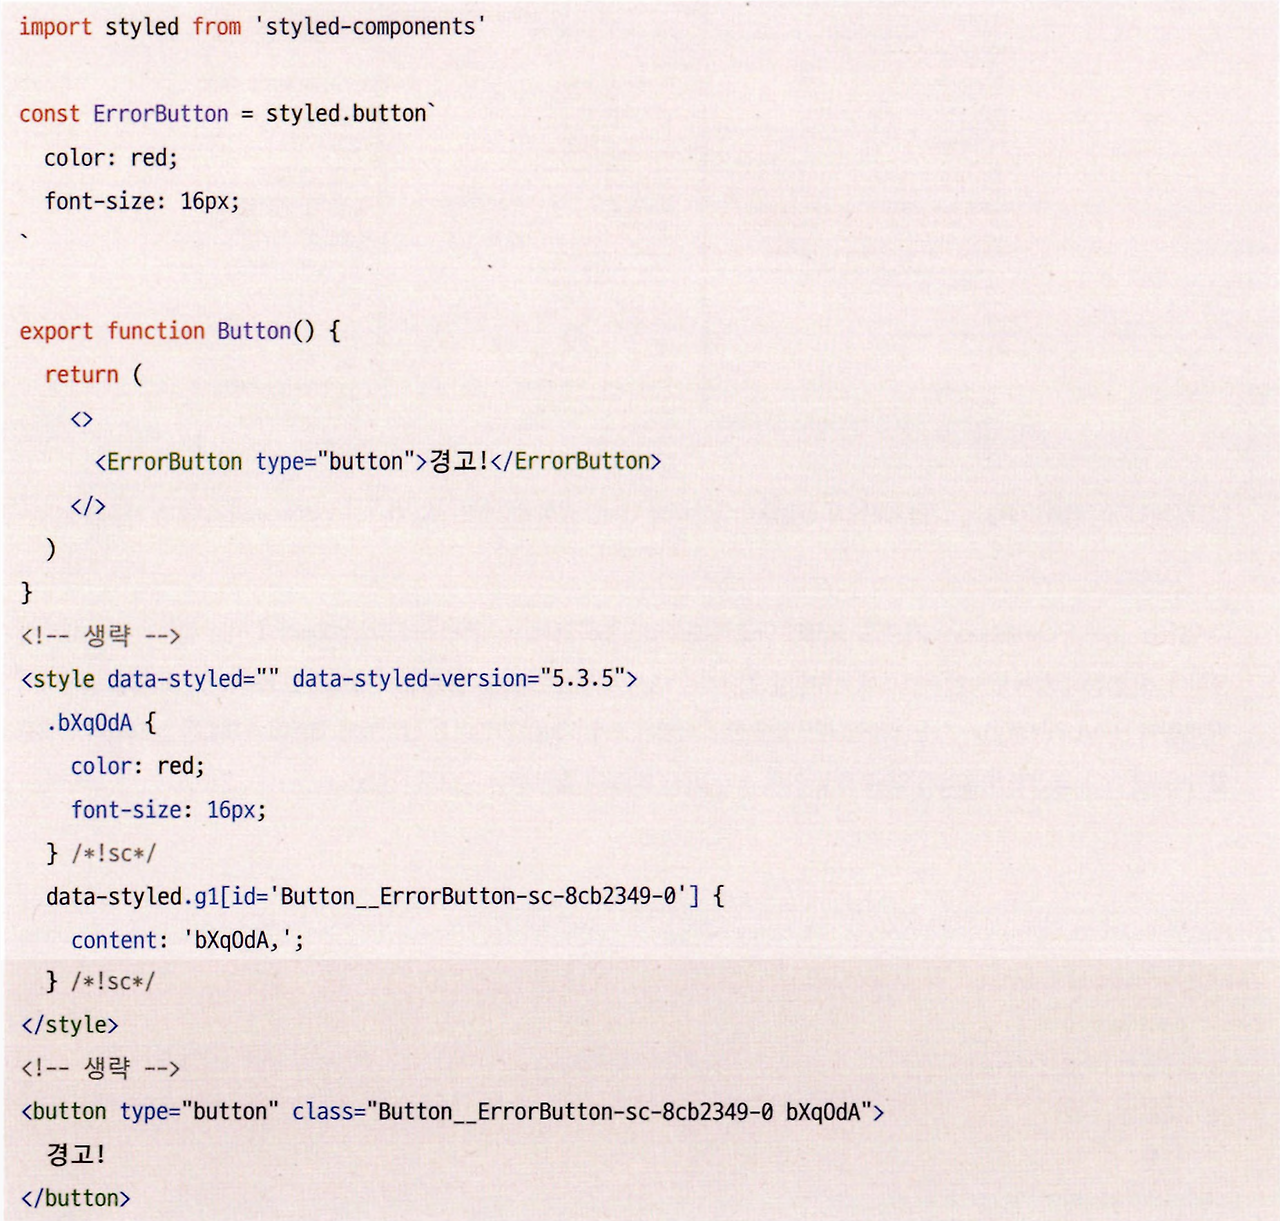 import styled from 'styled-components'
const ErrorButton = styled.button`
color: red;
font-size: 16px;
`
export function Button() {
return (
<>
<ErrorButton type="button">경고!</ErrorButton>
</>
)
}
<!-- 생략 -->
<style data-styled="" data-styled-version="5.3.5">
.bXqOdA {
color: red;
font-size: 16px;
} /*!sc*/
data-styled.g1[id='Button__ErrorButton-sc-8cb2349-0'] {
content: 'bXqOdA,';
} /*!sc*/
</style>
<!-- 생략 -->
<button type="button" class="Button__ErrorButton-sc-8cb2349-0 bXqOdA">
경고!
</button>